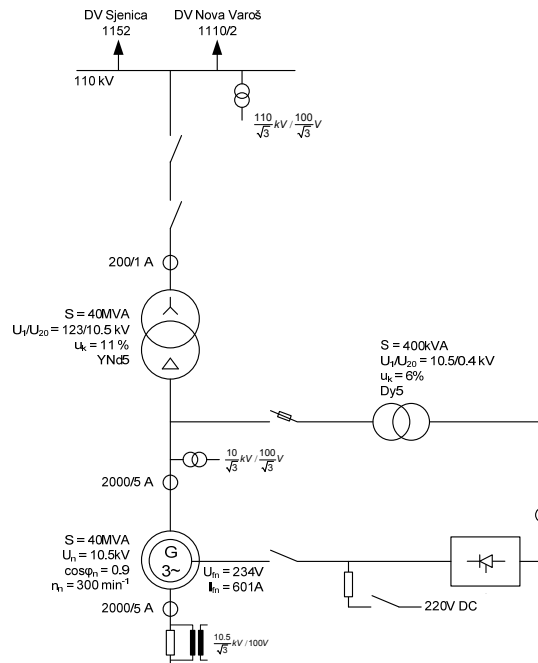 DV Sjenica
1152
DV Nova Varoš
1110/2
110 kV
110/√3 kV / 100/√3 V
200/1 A
S = 40MVA
U1/U20 = 123/10.5 kV
uk = 11 %
YNd5
S = 400kVA
U1/U20 = 10.5/0.4 kV
uk = 6%
Dy5
10/√3 kV / 100/√3 V
2000/5 A
S = 40MVA
Un = 10.5kV
cosφn = 0.9
nn = 300 min-1
G
3~
Ufn = 234V
Ifn = 601A
2000/5 A
220V DC
10.5/√3 kV / 100V